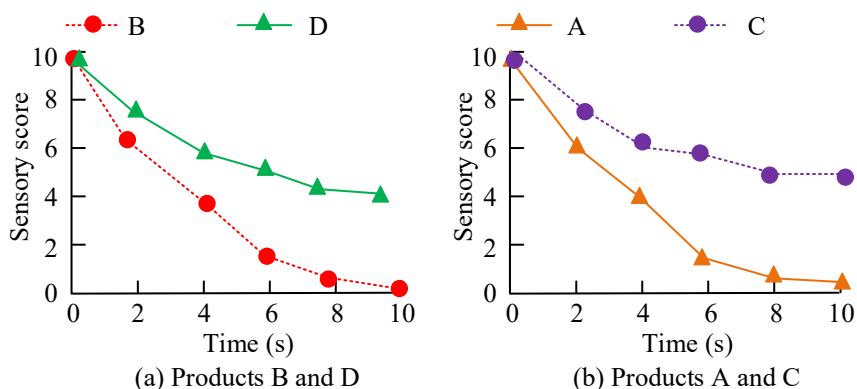 B D
10
8
6
4
2
0
Sensory score
0 2 4 6 8 10
Time (s)
(a) Products B and D
A C
10
8
6
4
2
0
Sensory score
0 2 4 6 8 10
Time (s)
(b) Products A and C